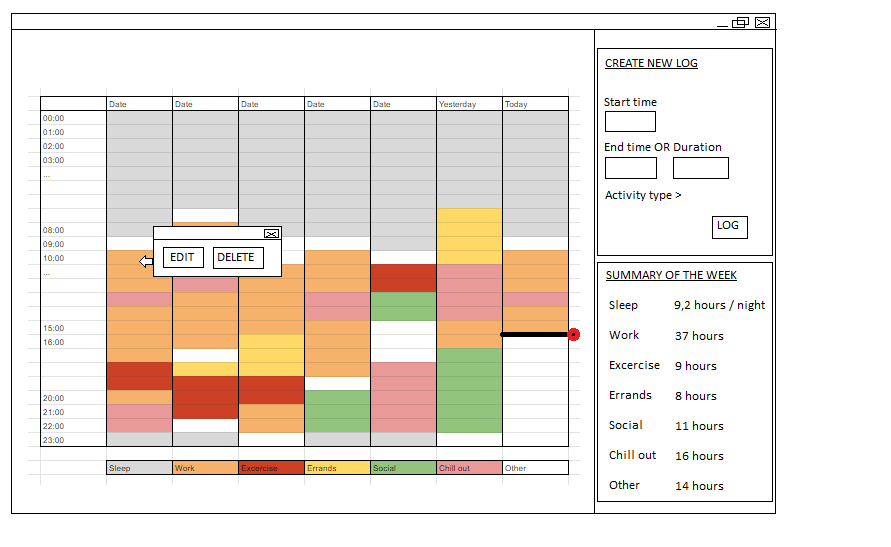 Date Date Date Date Date Yesterday Today
00:00
01:00
02:00
03:00
...
08:00
09:00
10:00
...
15:00
16:00
20:00
21:00
22:00
23:00
EDIT DELETE
Sleep Work Excercise Errands Social Chill out Other
CREATE NEW LOG
Start time
End time OR Duration
Activity type >
LOG
SUMMARY OF THE WEEK
Sleep 9,2 hours / night
Work 37 hours
Excercise 9 hours
Errands 8 hours
Social 11 hours
Chill out 16 hours
Other 14 hours